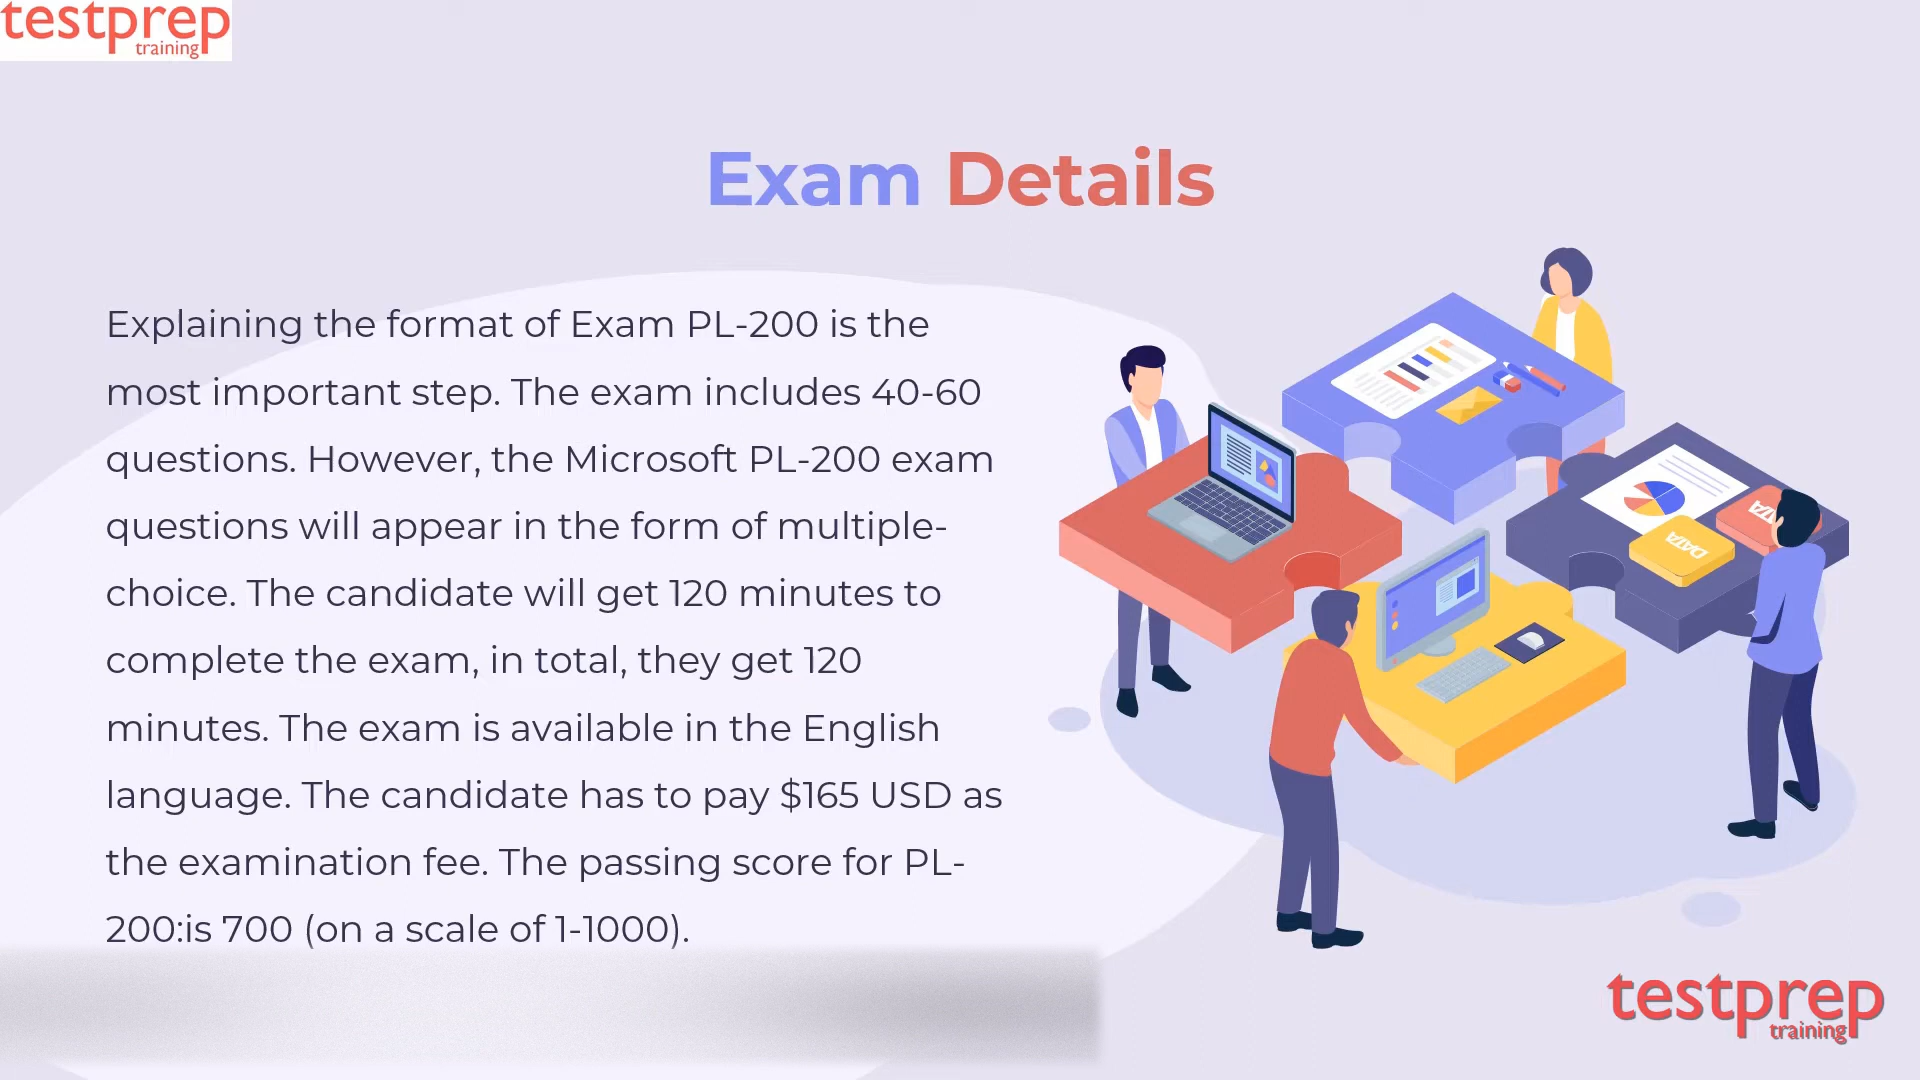 testprep
training
Exam Details
Explaining the format of Exam PL-200 is the
most important step. The exam includes 40-60
questions. However, the Microsoft PL-200 exam
questions will appear in the form of multiple-
choice. The candidate will get 120 minutes to
complete the exam, in total, they get 120
minutes. The exam is available in the English
language. The candidate has to pay $165 USD as
the examination fee. The passing score for PL-
200:is 700 (on a scale of 1-1000).
DATA
DATA
testprep
training